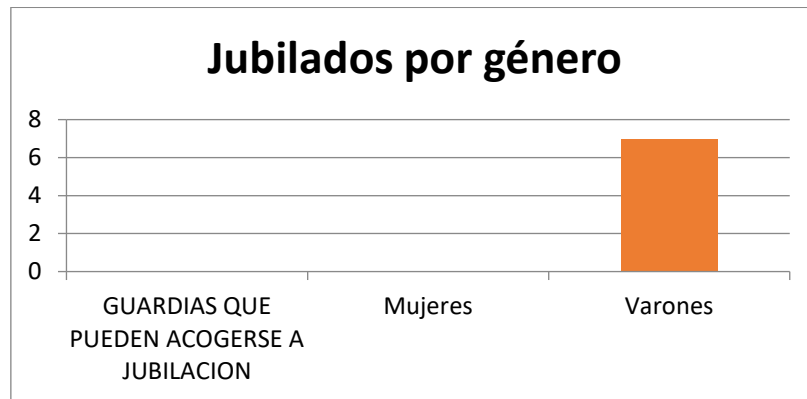 Jubilados por género
8
6
4
2
0
GUARDIAS QUE
PUEDEN ACOGERSE A
JUBILACION
Mujeres
Varones